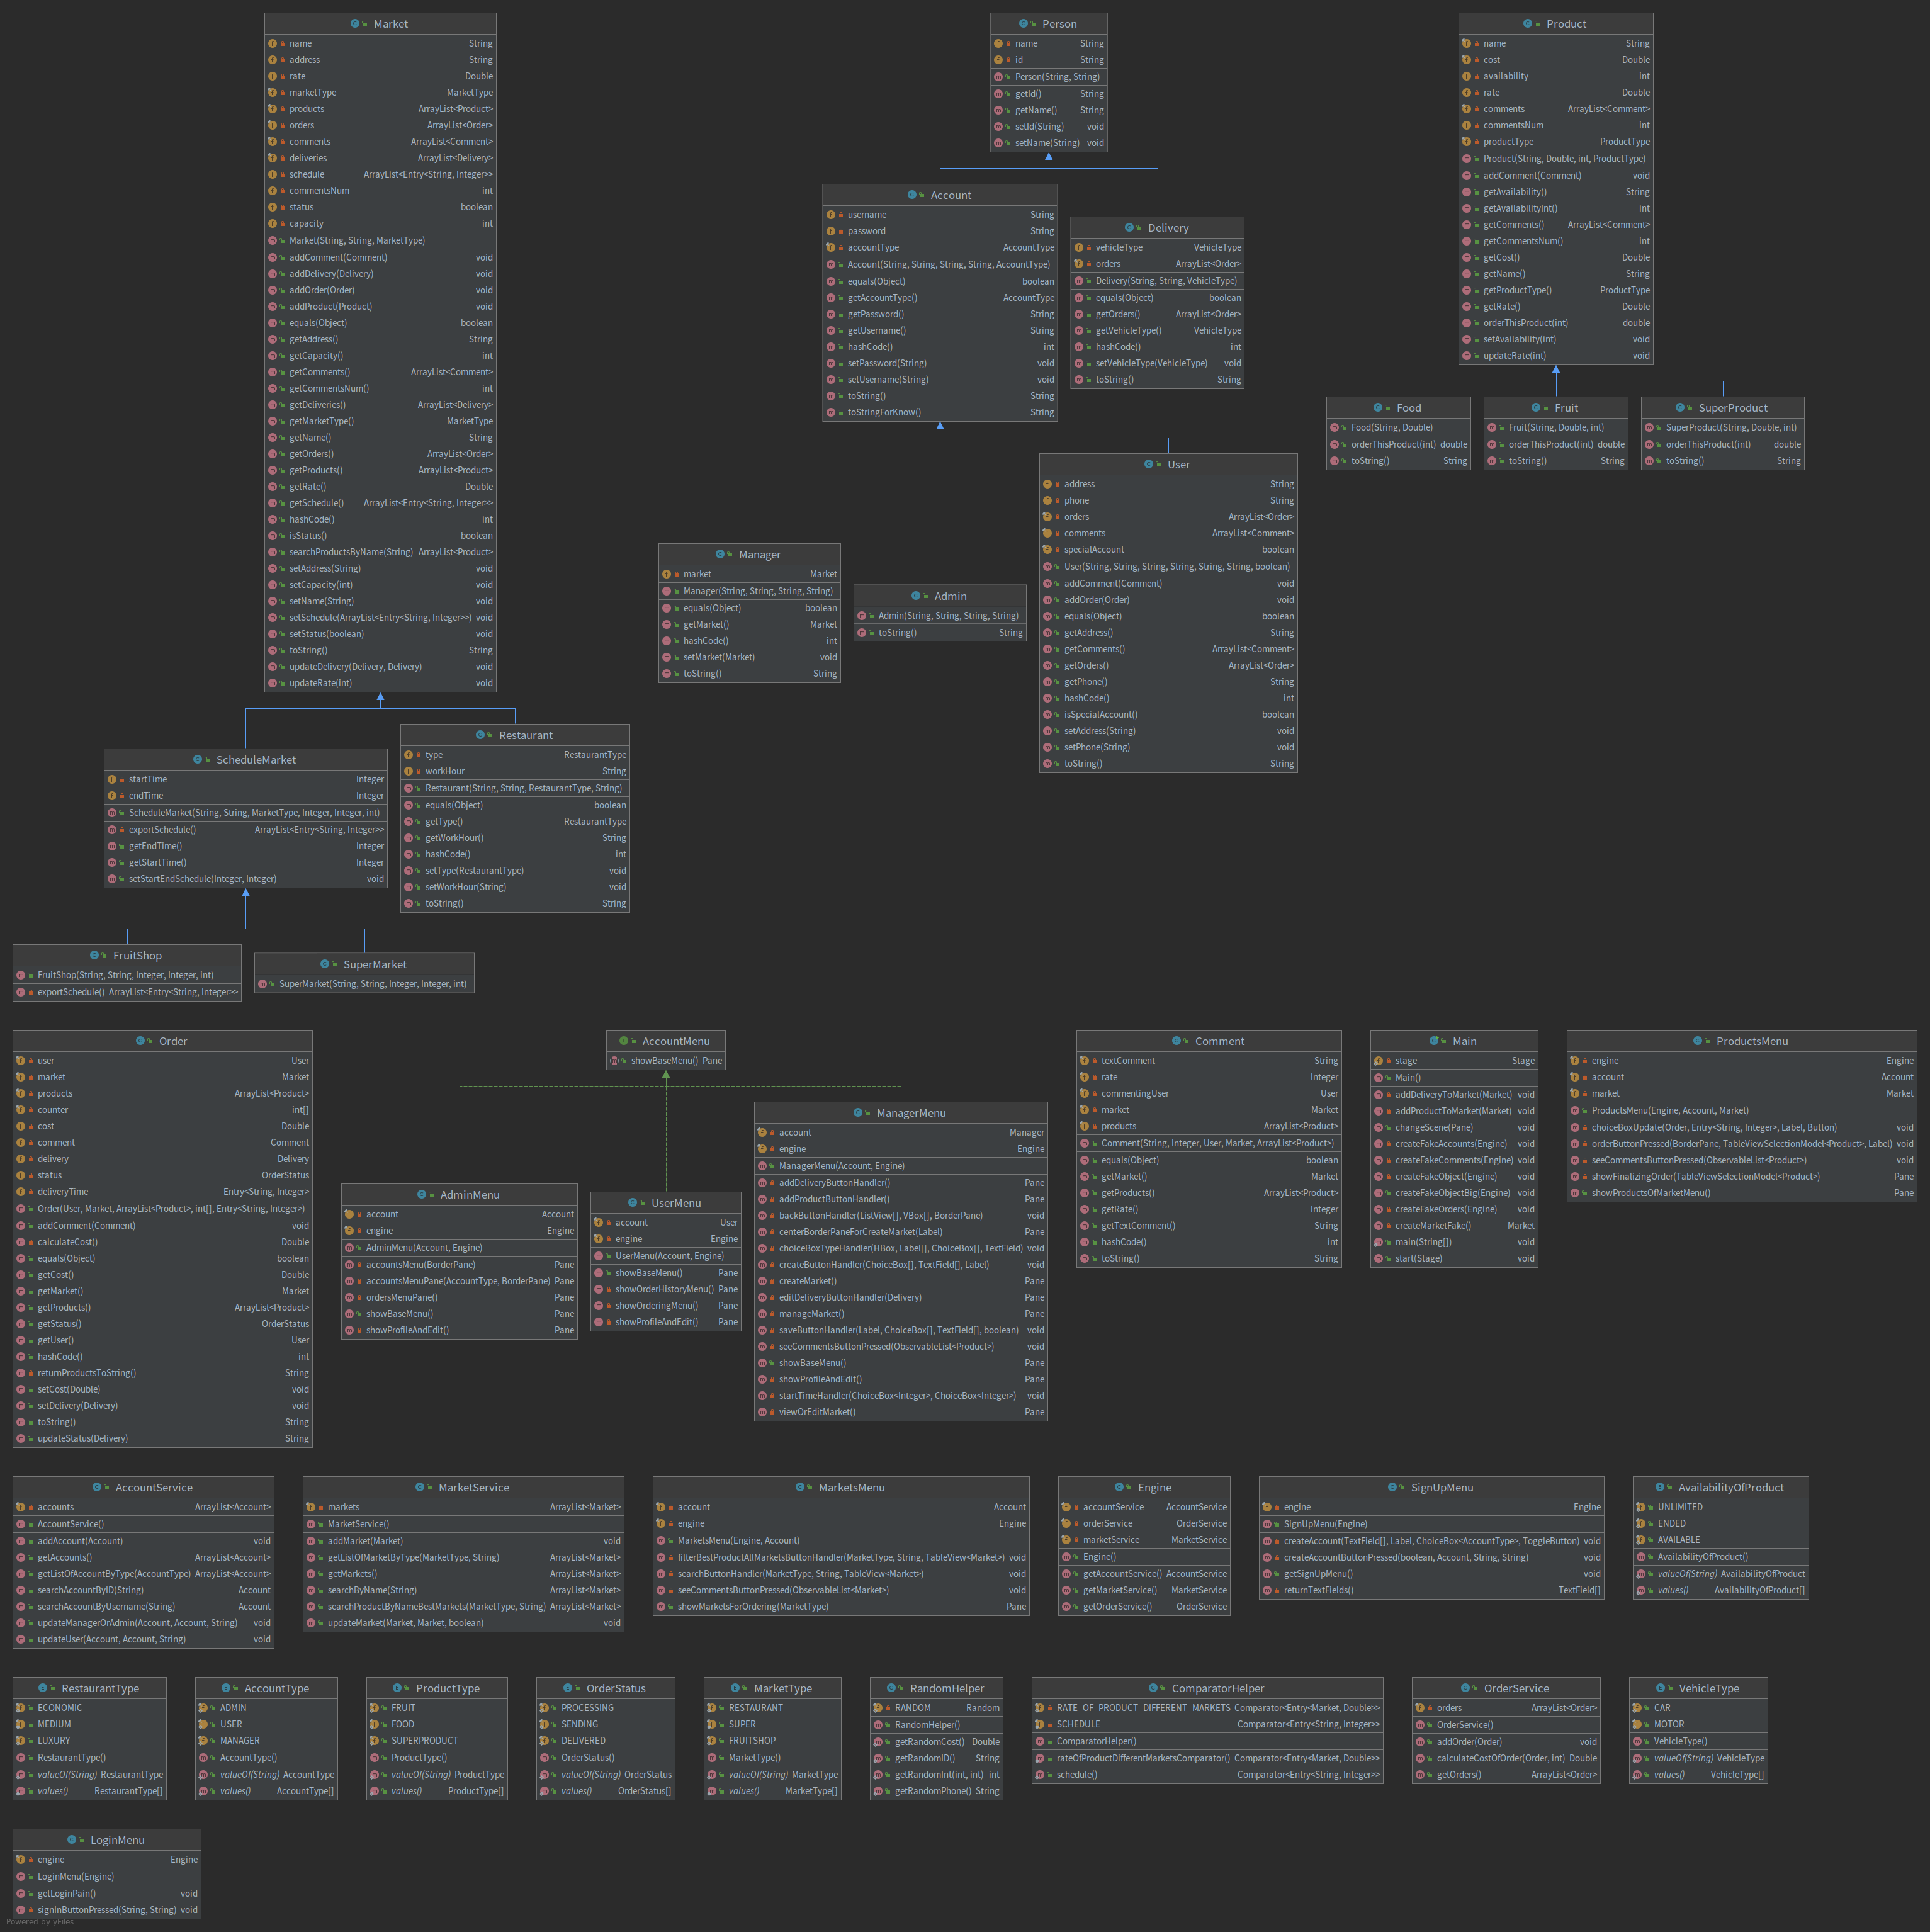 Market
name String
address String
rate Double
marketType MarketType
products ArrayList<Product>
orders ArrayList<Order>
comments ArrayList<Comment>
deliveries ArrayList<Delivery>
schedule ArrayList<Entry<String, Integer>>
commentsNum int
status boolean
capacity int
Market(String, String, MarketType)
addComment(Comment) void
addDelivery(Delivery) void
addOrder(Order) void
addProduct(Product) void
equals(Object) boolean
getAddress() String
getCapacity() int
getComments() ArrayList<Comment>
getCommentsNum() int
getDeliveries() ArrayList<Delivery>
getMarketType() MarketType
getName() String
getOrders() ArrayList<Order>
getProducts() ArrayList<Product>
getRate() Double
getSchedule() ArrayList<Entry<String, Integer>>
hashCode() int
isStatus() boolean
searchProductsByName(String) ArrayList<Product>
setAddress(String) void
setCapacity(int) void
setName(String) void
setSchedule(ArrayList<Entry<String, Integer>>) void
setStatus(boolean) void
toString() String
updateDelivery(Delivery, Delivery) void
updateRate(int) void
Person
name String
id String
Person(String, String)
getId() String
getName() String
setId(String) void
setName(String) void
Product
name String
cost Double
availability int
rate Double
comments ArrayList<Comment>
commentsNum int
productType ProductType
Product(String, Double, int, ProductType)
addComment(Comment) void
getAvailability() String
getAvailabilityInt() int
getComments() ArrayList<Comment>
getCommentsNum() int
getCost() Double
getName() String
getProductType() ProductType
getRate() Double
orderThisProduct(int) double
setAvailability(int) void
updateRate(int) void
Account
username String
password String
accountType AccountType
Account(String, String, String, String, AccountType)
equals(Object) boolean
getAccountType() AccountType
getPassword() String
getUsername() String
hashCode() int
setPassword(String) void
setUsername(String) void
toString() String
toStringForKnow() String
Delivery
vehicleType VehicleType
orders ArrayList<Order>
Delivery(String, String, VehicleType)
equals(Object) boolean
getOrders() ArrayList<Order>
getVehicleType() VehicleType
hashCode() int
setVehicleType(VehicleType) void
toString() String
Food
Food(String, Double)
orderThisProduct(int) double
toString() String
Fruit
Fruit(String, Double, int)
orderThisProduct(int) double
toString() String
SuperProduct
SuperProduct(String, Double, int)
orderThisProduct(int) double
toString() String
Manager
market Market
Manager(String, String, String, String)
equals(Object) boolean
getMarket() Market
hashCode() int
setMarket(Market) void
toString() String
Admin
Admin(String, String, String, String)
toString() String
User
address String
phone String
orders ArrayList<Order>
comments ArrayList<Comment>
specialAccount boolean
User(String, String, String, String, String, String, boolean)
addComment(Comment) void
addOrder(Order) void
equals(Object) boolean
getAddress() String
getComments() ArrayList<Comment>
getOrders() ArrayList<Order>
getPhone() String
hashCode() int
isSpecialAccount() boolean
setAddress(String) void
setPhone(String) void
toString() String
ScheduleMarket
startTime Integer
endTime Integer
ScheduleMarket(String, String, MarketType, Integer, Integer, int)
exportSchedule() ArrayList<Entry<String, Integer>>
getEndTime() Integer
getStartTime() Integer
setStartEndSchedule(Integer, Integer) void
Restaurant
type RestaurantType
workHour String
Restaurant(String, String, RestaurantType, String)
equals(Object) boolean
getType() RestaurantType
getWorkHour() String
hashCode() int
setType(RestaurantType) void
setWorkHour(String) void
toString() String
FruitShop
FruitShop(String, String, Integer, Integer, int)
exportSchedule() ArrayList<Entry<String, Integer>>
SuperMarket
SuperMarket(String, String, Integer, Integer, int)
Order
user User
market Market
products ArrayList<Product>
counter int[]
cost Double
comment Comment
delivery Delivery
status OrderStatus
deliveryTime Entry<String, Integer>
Order(User, Market, ArrayList<Product>, int[], Entry<String, Integer>)
addComment(Comment) void
calculateCost() Double
equals(Object) boolean
getCost() Double
getMarket() Market
getProducts() ArrayList<Product>
getStatus() OrderStatus
getUser() User
hashCode() int
returnProductsToString() String
setCost(Double) void
setDelivery(Delivery) void
toString() String
updateStatus(Delivery) String
AccountMenu
showBaseMenu() Pane
AdminMenu
account Account
engine Engine
AdminMenu(Account, Engine)
accountsMenu(BorderPane) Pane
accountsMenuPane(AccountType, BorderPane) Pane
ordersMenuPane() Pane
showBaseMenu() Pane
showProfileAndEdit() Pane
UserMenu
account User
engine Engine
UserMenu(Account, Engine)
showBaseMenu() Pane
showOrderHistoryMenu() Pane
showOrderingMenu() Pane
showProfileAndEdit() Pane
ManagerMenu
account Manager
engine Engine
ManagerMenu(Account, Engine)
addDeliveryButtonHandler() Pane
addProductButtonHandler() Pane
backButtonHandler(ListView[], VBox[], BorderPane) void
centerBorderPaneForCreateMarket(Label) Pane
choiceBoxTypeHandler(HBox, Label[], ChoiceBox[], TextField) void
createButtonHandler(ChoiceBox[], TextField[], Label) void
createMarket() Pane
editDeliveryButtonHandler(Delivery) Pane
manageMarket() Pane
saveButtonHandler(Label, ChoiceBox[], TextField[], boolean) void
seeCommentsButtonPressed(ObservableList<Product>) void
showBaseMenu() Pane
showProfileAndEdit() Pane
startTimeHandler(ChoiceBox<Integer>, ChoiceBox<Integer>) void
viewOrEditMarket() Pane
Comment
textComment String
rate Integer
commentingUser User
market Market
products ArrayList<Product>
Comment(String, Integer, User, Market, ArrayList<Product>)
equals(Object) boolean
getMarket() Market
getProducts() ArrayList<Product>
getRate() Integer
getTextComment() String
hashCode() int
toString() String
Main
stage Stage
Main()
addDeliveryToMarket(Market) void
addProductToMarket(Market) void
changeScene(Pane) void
createFakeAccounts(Engine) void
createFakeComments(Engine) void
createFakeObject(Engine) void
createFakeObjectBig(Engine) void
createFakeOrders(Engine) void
createMarketFake() Market
main(String[]) void
start(Stage) void
ProductsMenu
engine Engine
account Account
market Market
ProductsMenu(Engine, Account, Market)
choiceBoxUpdate(Order, Entry<String, Integer>, Label, Button) void
orderButtonPressed(BorderPane, TableViewSelectionModel<Product>, Label) void
seeCommentsButtonPressed(ObservableList<Product>) void
showFinalizingOrder(TableViewSelectionModel<Product>) Pane
showProductsOfMarketMenu() Pane
AccountService
accounts ArrayList<Account>
AccountService()
addAccount(Account) void
getAccounts() ArrayList<Account>
getListOfAccountByType(AccountType) ArrayList<Account>
searchAccountByID(String) Account
searchAccountByUsername(String) Account
updateManagerOrAdmin(Account, Account, String) void
updateUser(Account, Account, String) void
MarketService
markets ArrayList<Market>
MarketService()
addMarket(Market) void
getListOfMarketByType(MarketType, String) ArrayList<Market>
getMarkets() ArrayList<Market>
searchByName(String) ArrayList<Market>
searchProductByNameBestMarkets(MarketType, String) ArrayList<Market>
updateMarket(Market, Market, boolean) void
MarketsMenu
account Account
engine Engine
MarketsMenu(Engine, Account)
filterBestProductAllMarketsButtonHandler(MarketType, String, TableView<Market>) void
searchButtonHandler(MarketType, String, TableView<Market>) void
seeCommentsButtonPressed(ObservableList<Market>) void
showMarketsForOrdering(MarketType) Pane
Engine
accountService AccountService
orderService OrderService
marketService MarketService
Engine()
getAccountService() AccountService
getMarketService() MarketService
getOrderService() OrderService
SignUpMenu
engine Engine
SignUpMenu(Engine)
createAccount(TextField[], Label, ChoiceBox<AccountType>, ToggleButton) void
createAccountButtonPressed(boolean, Account, String, String) void
getSignUpMenu() void
returnTextFields() TextField[]
AvailabilityOfProduct
UNLIMITED
ENDED
AVAILABLE
AvailabilityOfProduct()
valueOf(String) AvailabilityOfProduct
values() AvailabilityOfProduct[]
RestaurantType
ECONOMIC
MEDIUM
LUXURY
RestaurantType()
valueOf(String) RestaurantType
values() RestaurantType[]
AccountType
ADMIN
USER
MANAGER
AccountType()
valueOf(String) AccountType
values() AccountType[]
ProductType
FRUIT
FOOD
SUPERPRODUCT
ProductType()
valueOf(String) ProductType
values() ProductType[]
OrderStatus
PROCESSING
SENDING
DELIVERED
OrderStatus()
valueOf(String) OrderStatus
values() OrderStatus[]
MarketType
RESTAURANT
SUPER
FRUITSHOP
MarketType()
valueOf(String) MarketType
values() MarketType[]
RandomHelper
RANDOM Random
RandomHelper()
getRandomCost() Double
getRandomID() String
getRandomInt(int, int) int
getRandomPhone() String
ComparatorHelper
RATE_OF_PRODUCT_DIFFERENT_MARKETS Comparator<Entry<Market, Double>>
SCHEDULE Comparator<Entry<String, Integer>>
ComparatorHelper()
rateOfProductDifferentMarketsComparator() Comparator<Entry<Market, Double>>
schedule() Comparator<Entry<String, Integer>>
OrderService
orders ArrayList<Order>
OrderService()
addOrder(Order) void
calculateCostOfOrder(Order, int) Double
getOrders() ArrayList<Order>
VehicleType
CAR
MOTOR
VehicleType()
valueOf(String) VehicleType
values() VehicleType[]
LoginMenu
engine Engine
LoginMenu(Engine)
getLoginPain() void
signInButtonPressed(String, String) void
Powered by yFiles